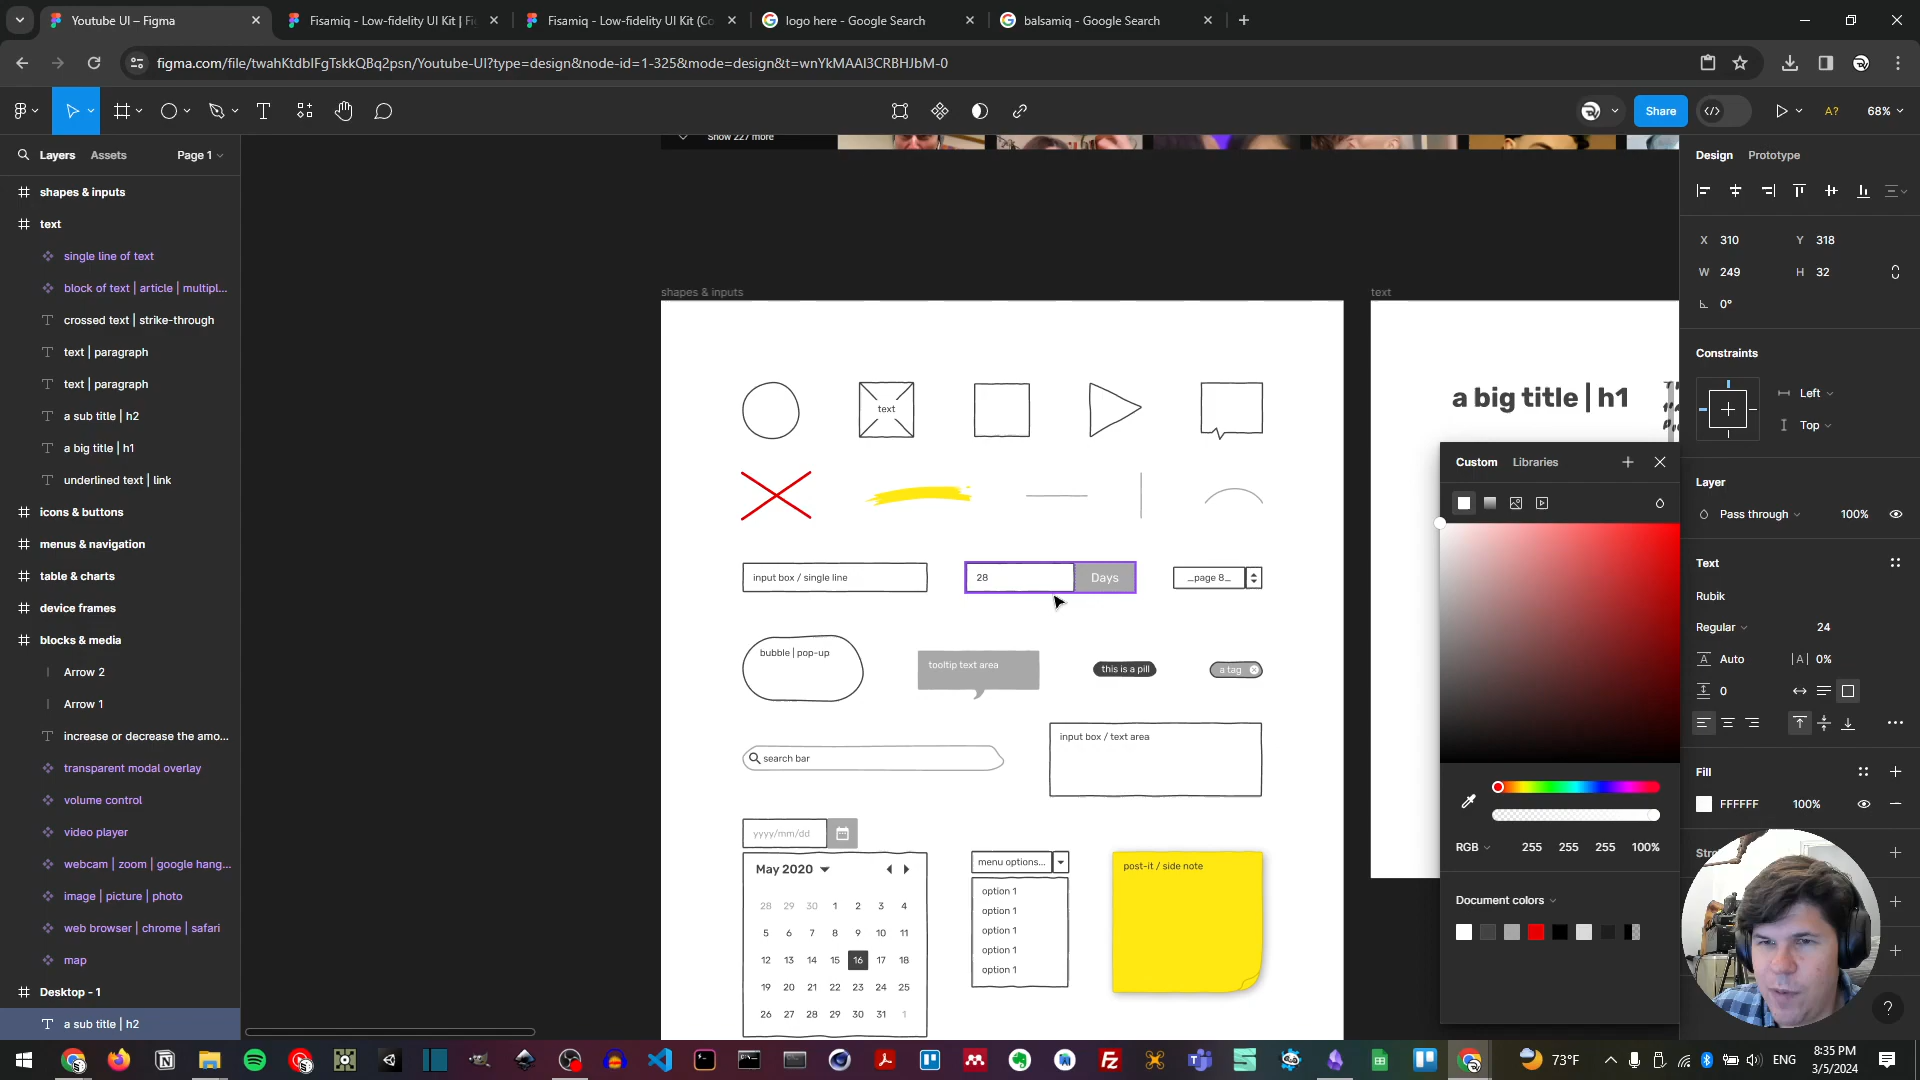 Youtube UI – Figma
Fisamiq - Low-fidelity UI Kit | Fi
Fisamiq - Low-fidelity UI Kit (Co
logo here - Google Search
balsamiq - Google Search
figma.com/file/twahKtdbIFgTskkQBq2psn/Youtube-UI?type=design&node-id=1-325&mode=design&t=wnYkMAAI3CRBHJbM-0
Share
A?
68%
Layers
Assets
Page 1
shapes & inputs
text
single line of text
block of text | article | multipl...
crossed text | strike-through
text | paragraph
text | paragraph
a sub title | h2
a big title | h1
underlined text | link
icons & buttons
menus & navigation
table & charts
device frames
blocks & media
Arrow 2
Arrow 1
increase or decrease the amo...
transparent modal overlay
volume control
video player
webcam | zoom | google hang...
image | picture | photo
web browser | chrome | safari
map
Desktop - 1
a sub title | h2
Show 227 more
shapes & inputs
text
text
input box / single line
28
Days
_page 8_
bubble | pop-up
tooltip text area
this is a pill
a tag
search bar
input box / text area
yyyy/mm/dd
May 2020
28 29 30 1 2 3 4
5 6 7 8 9 10 11
12 13 14 15 16 17 18
19 20 21 22 23 24 25
26 27 28 29 30 31 1
menu options...
option 1
option 1
option 1
option 1
option 1
post-it / side note
a big title | h1
Custom
Libraries
RGB
255
255
255
100%
Document colors
Design
Prototype
X 310
Y 318
W 249
H 32
0°
Constraints
Left
Top
Layer
Pass through
100%
Text
Rubik
Regular
24
Auto
|A| 0%
0
Fill
FFFFFF
100%
?
73°F
ENG
8:35 PM
3/5/2024